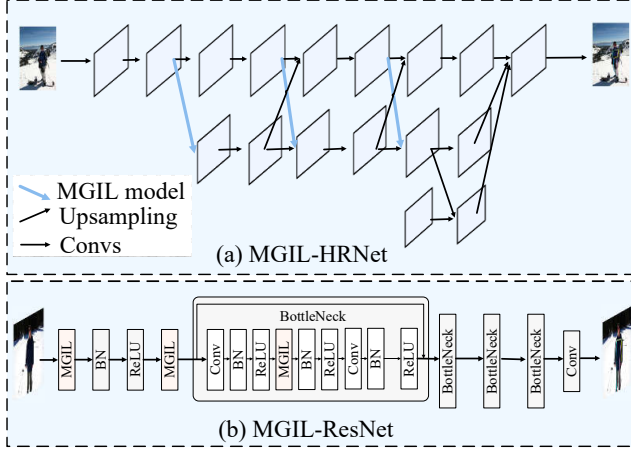 MGIL model
Upsampling
Convs
(a) MGIL-HRNet
BottleNeck
MGIL
BN
ReLU
MGIL
Conv
BN
ReLU
MGIL
BN
ReLU
Conv
BN
ReLU
BottleNeck
BottleNeck
BottleNeck
Conv
(b) MGIL-ResNet